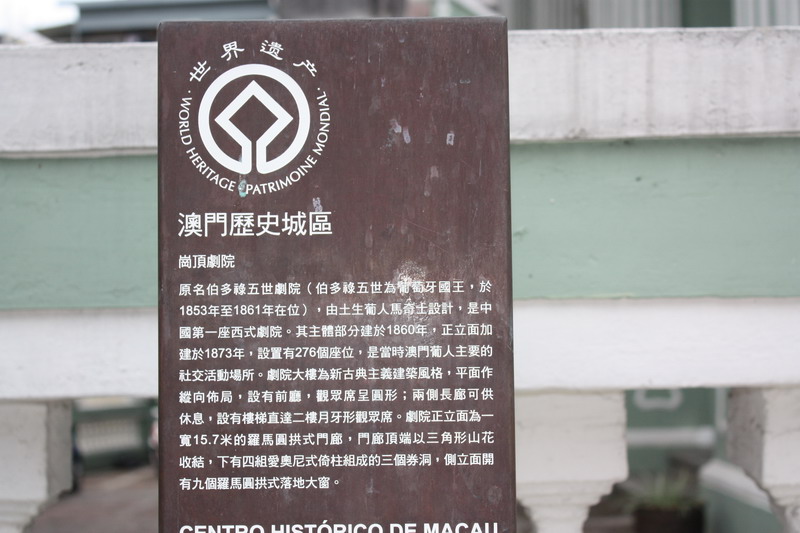 世界遗产
· WORLD HERITAGE · PATRIMOINE MONDIAL ·
澳門歷史城區
崗頂劇院
原名伯多祿五世劇院（伯多祿五世為葡萄牙國王，於
1853年至1861年在位），由土生葡人馬奇士設計，是中
國第一座西式劇院。其主體部分建於1860年，正立面加
建於1873年，設置有276個座位，是當時澳門葡人主要的
社交活動場所。劇院大樓為新古典主義建築風格，平面作
縱向佈局，設有前廳，觀眾席呈圓形；兩側長廊可供
休息，設有樓梯直達二樓月牙形觀眾席。劇院正立面為一
寬15.7米的羅馬圓拱式門廊，門廊頂端以三角形山花
收結，下有四組愛奧尼式倚柱組成的三個券洞，側立面開
有九個羅馬圓拱式落地大窗。
CENTRO HISTÓRICO DE MACAU